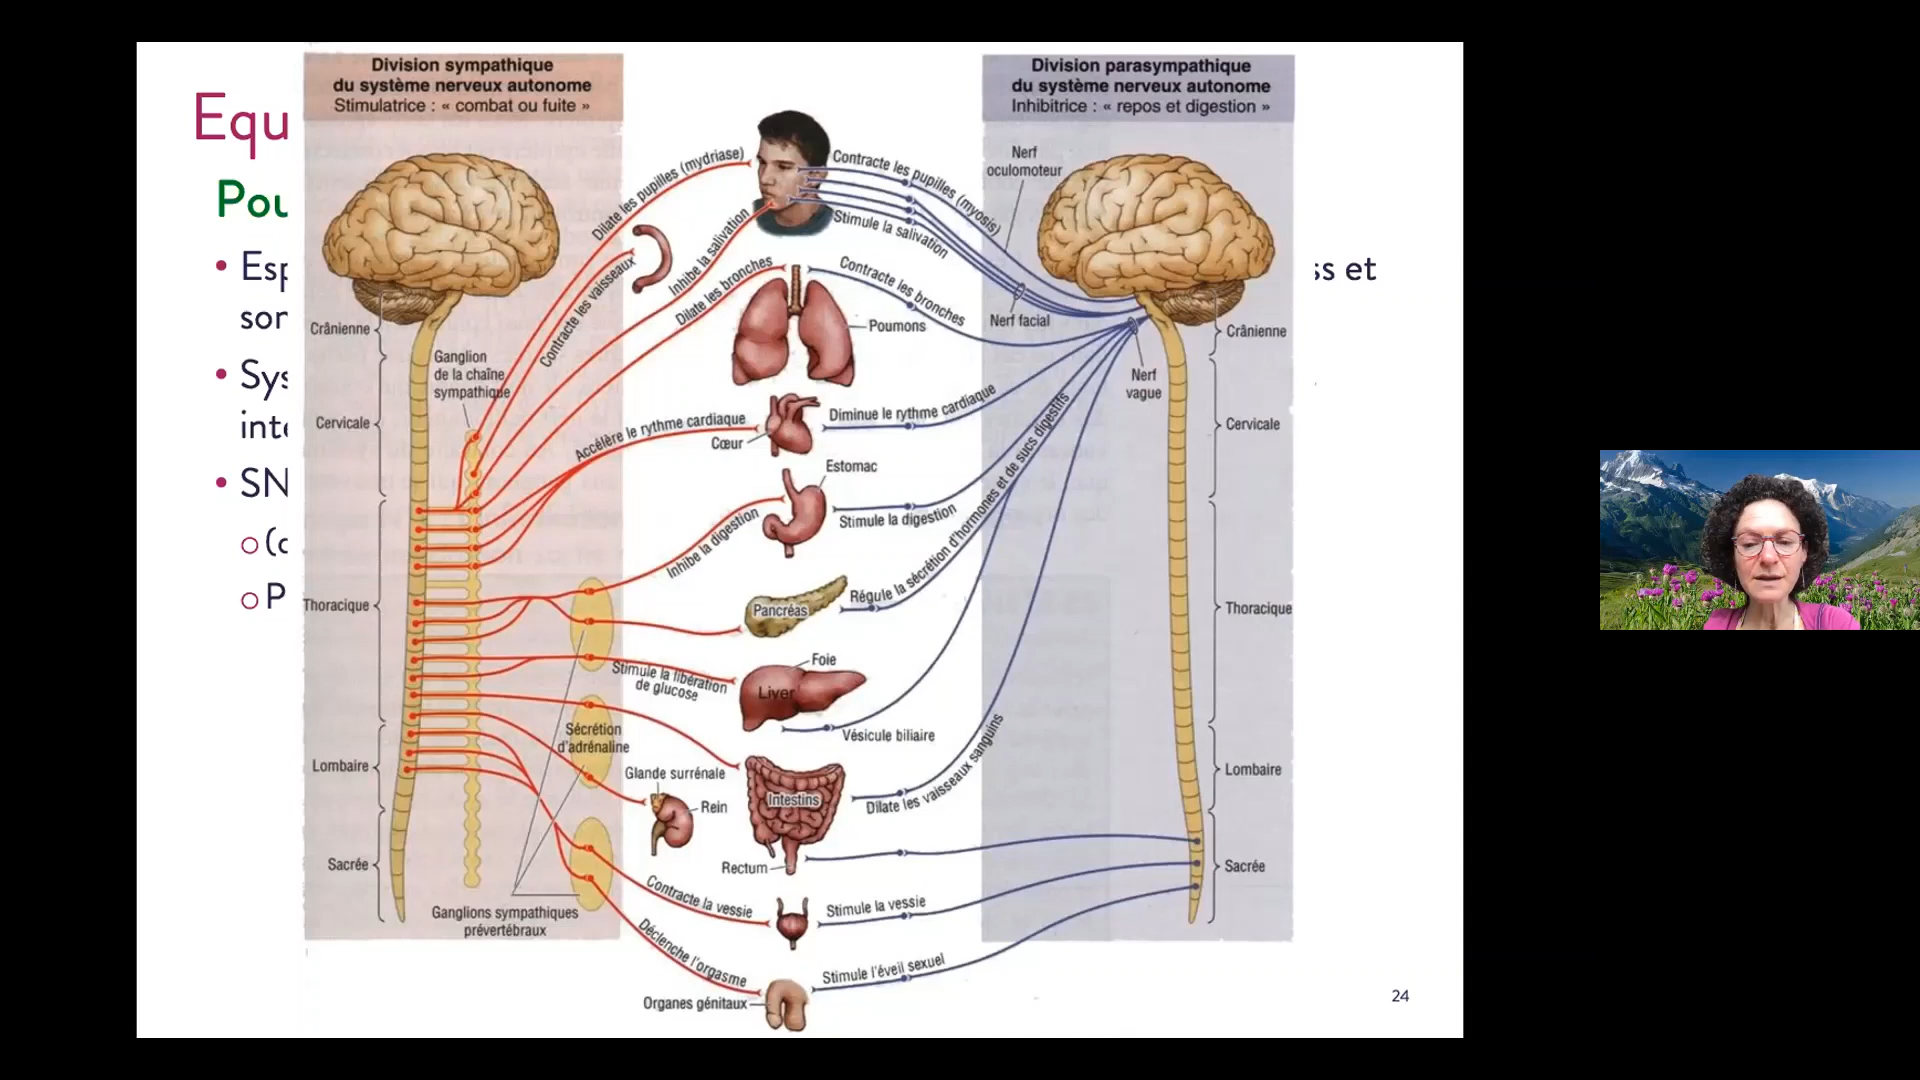 Equ
Pou
Esp
ss et
son
Sys
inte
SN
(c
P
Division sympathique
du système nerveux autonome
Stimulatrice : « combat ou fuite »
Division parasympathique
du système nerveux autonome
Inhibitrice : « repos et digestion »
Crânienne
Ganglion
de la chaîne
sympathique
Cervicale
Thoracique
Lombaire
Sacrée
Ganglions sympathiques
prévertébraux
Dilate les pupilles (mydriase)
Contracte les vaisseaux
Inhibe la salivation
Dilate les bronches
Accélère le rythme cardiaque
Inhibe la digestion
Stimule la libération
de glucose
Sécrétion
d'adrénaline
Contracte la vessie
Déclenche l'orgasme
Poumons
Cœur
Estomac
Pancréas
Foie
Liver
Vésicule biliaire
Glande surrénale
Rein
Intestins
Rectum
Organes génitaux
Contracte les pupilles (myosis)
Stimule la salivation
Contracte les bronches
Diminue le rythme cardiaque
Stimule la digestion
Régule la sécrétion d'hormones et de sucs digestifs
Dilate les vaisseaux sanguins
Stimule la vessie
Stimule l'éveil sexuel
Nerf
oculomoteur
Nerf facial
Nerf
vague
Crânienne
Cervicale
Thoracique
Lombaire
Sacrée
24